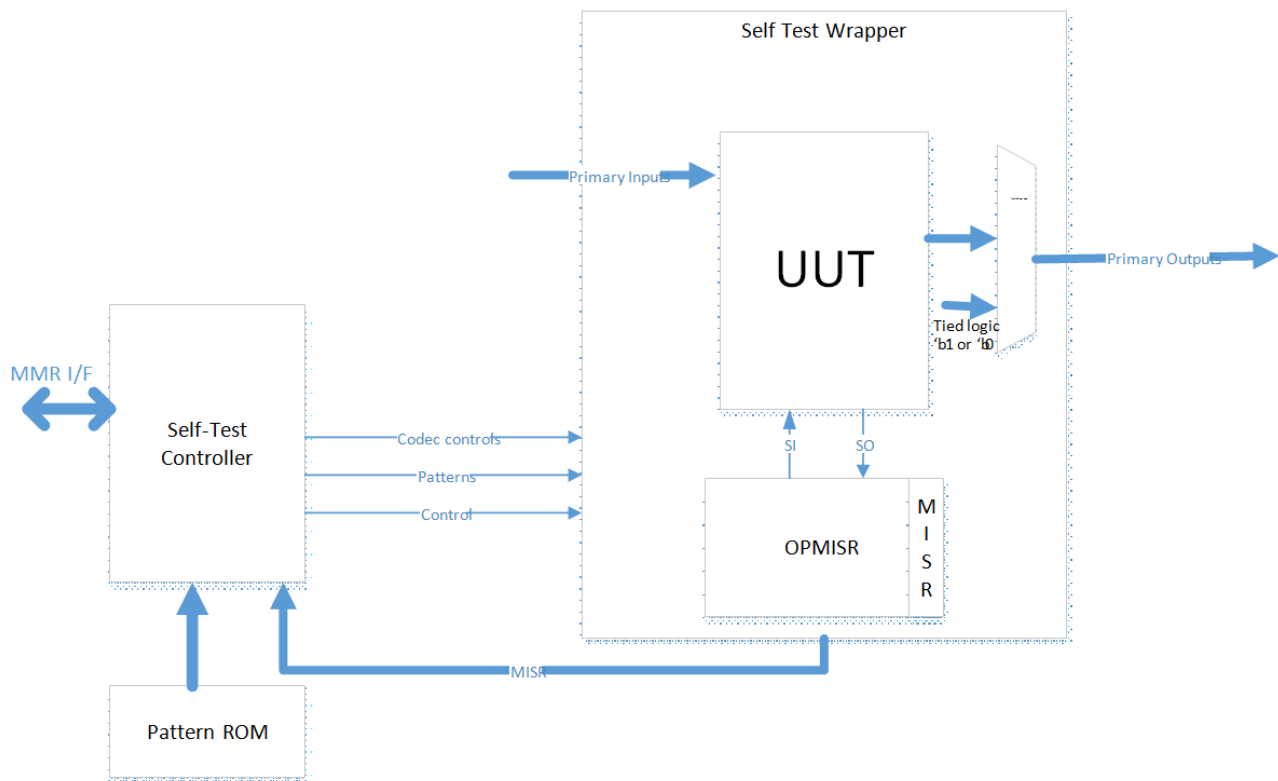 Self Test Wrapper
Primary Inputs
UUT
Primary Outputs
Tied logic
‘b1 or ‘b0
MMR I/F
Self-Test
Controller
Codec controls
Patterns
Control
SI
SO
OPMISR
M
I
S
R
MISR
Pattern ROM